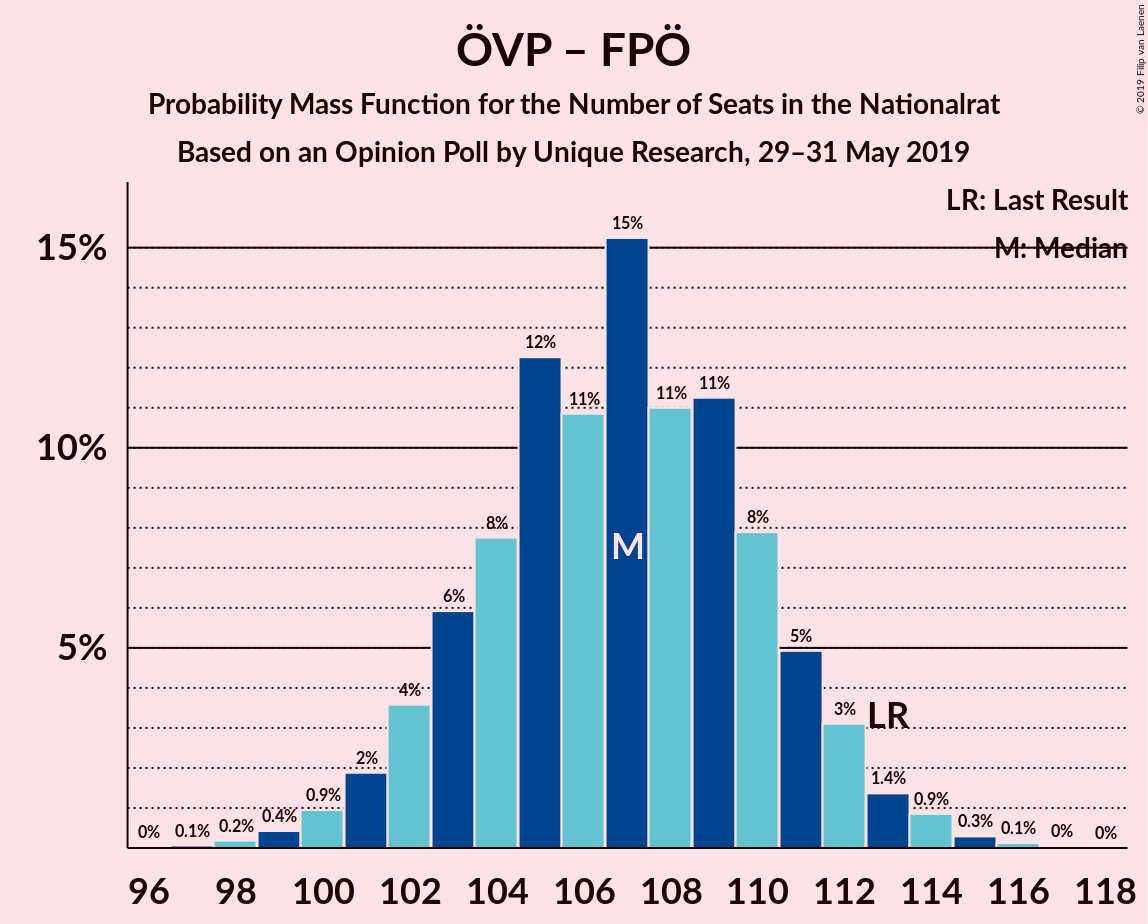 ÖVP – FPÖ
Probability Mass Function for the Number of Seats in the Nationalrat
Based on an Opinion Poll by Unique Research, 29–31 May 2019
© 2019 Filip van Laenen
LR: Last Result
M: Median
15%
10%
5%
0%
0.1%
0.2%
0.4%
0.9%
2%
4%
6%
8%
12%
11%
15%
11%
11%
8%
5%
3%
1.4%
0.9%
0.3%
0.1%
0%
0%
M
LR
96 98 100 102 104 106 108 110 112 114 116 118